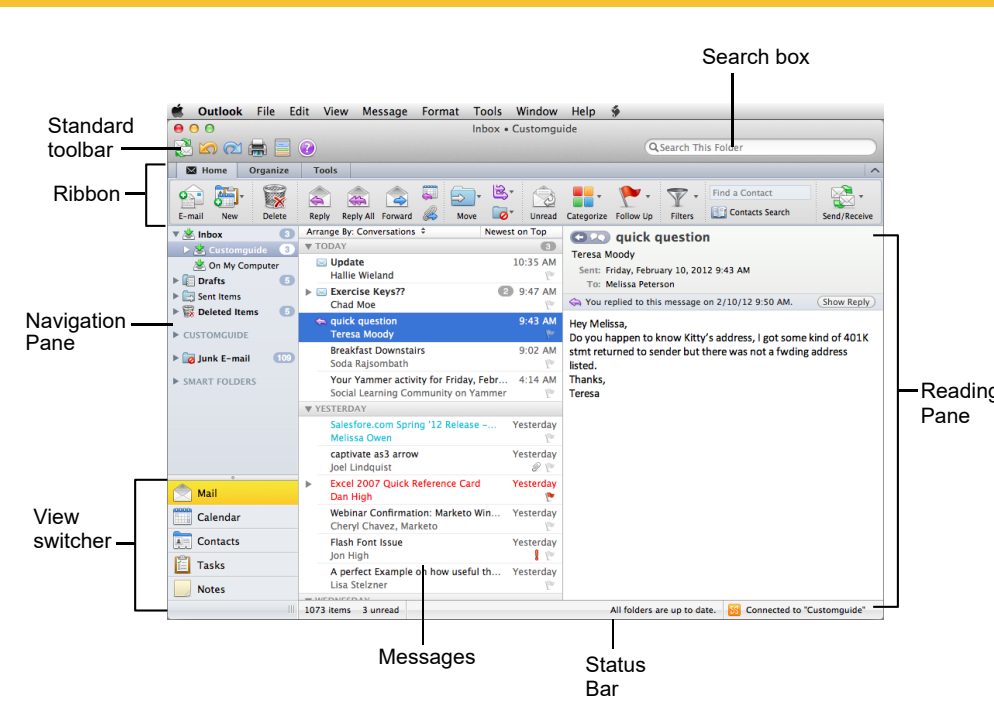 Search box
Outlook File Edit View Message Format Tools Window Help
Inbox • Customguide
Standard
toolbar
Search This Folder
Home Organize Tools
Ribbon
E-mail New Delete Reply Reply All Forward Move Unread Categorize Follow Up Filters Find a Contact Contacts Search Send/Receive
Inbox 3
Customguide 3
On My Computer
Drafts 5
Sent Items
Deleted Items 5
CUSTOMGUIDE
Junk E-mail 109
SMART FOLDERS
Navigation
Pane
Arrange By: Conversations Newest on Top
TODAY 3
Update 10:35 AM
Hallie Wieland
Exercise Keys?? 2 9:47 AM
Chad Moe
quick question 9:43 AM
Teresa Moody
Breakfast Downstairs 9:02 AM
Soda Rajsombath
Your Yammer activity for Friday, Febr... 4:14 AM
Social Learning Community on Yammer
YESTERDAY
Salesfore.com Spring '12 Release –... Yesterday
Melissa Owen
captivate as3 arrow Yesterday
Joel Lindquist
Excel 2007 Quick Reference Card Yesterday
Dan High
Webinar Confirmation: Marketo Win... Yesterday
Cheryl Chavez, Marketo
Flash Font Issue Yesterday
Jon High
A perfect Example on how useful th... Yesterday
Lisa Stelzner
WEDNESDAY
quick question
Teresa Moody
Sent: Friday, February 10, 2012 9:43 AM
To: Melissa Peterson
You replied to this message on 2/10/12 9:50 AM. Show Reply
Hey Melissa,
Do you happen to know Kitty's address, I got some kind of 401K
stmt returned to sender but there was not a fwding address
listed.
Thanks,
Teresa
Reading
Pane
View
switcher
Mail
Calendar
Contacts
Tasks
Notes
1073 items 3 unread All folders are up to date. Connected to "Customguide"
Messages
Status
Bar